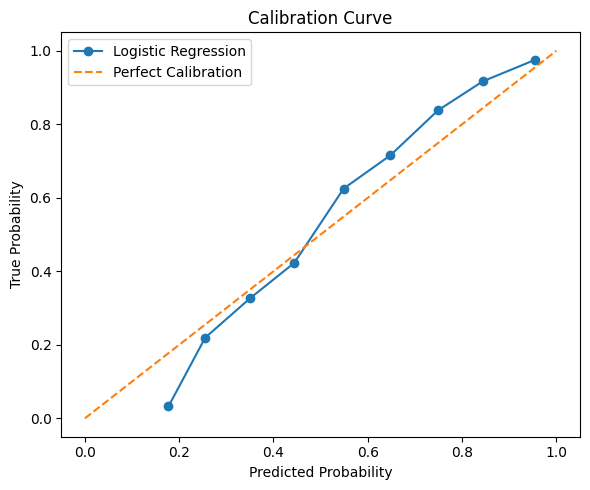 Calibration Curve
Logistic Regression
Perfect Calibration
True Probability
1.0
0.8
0.6
0.4
0.2
0.0
0.0 0.2 0.4 0.6 0.8 1.0
Predicted Probability